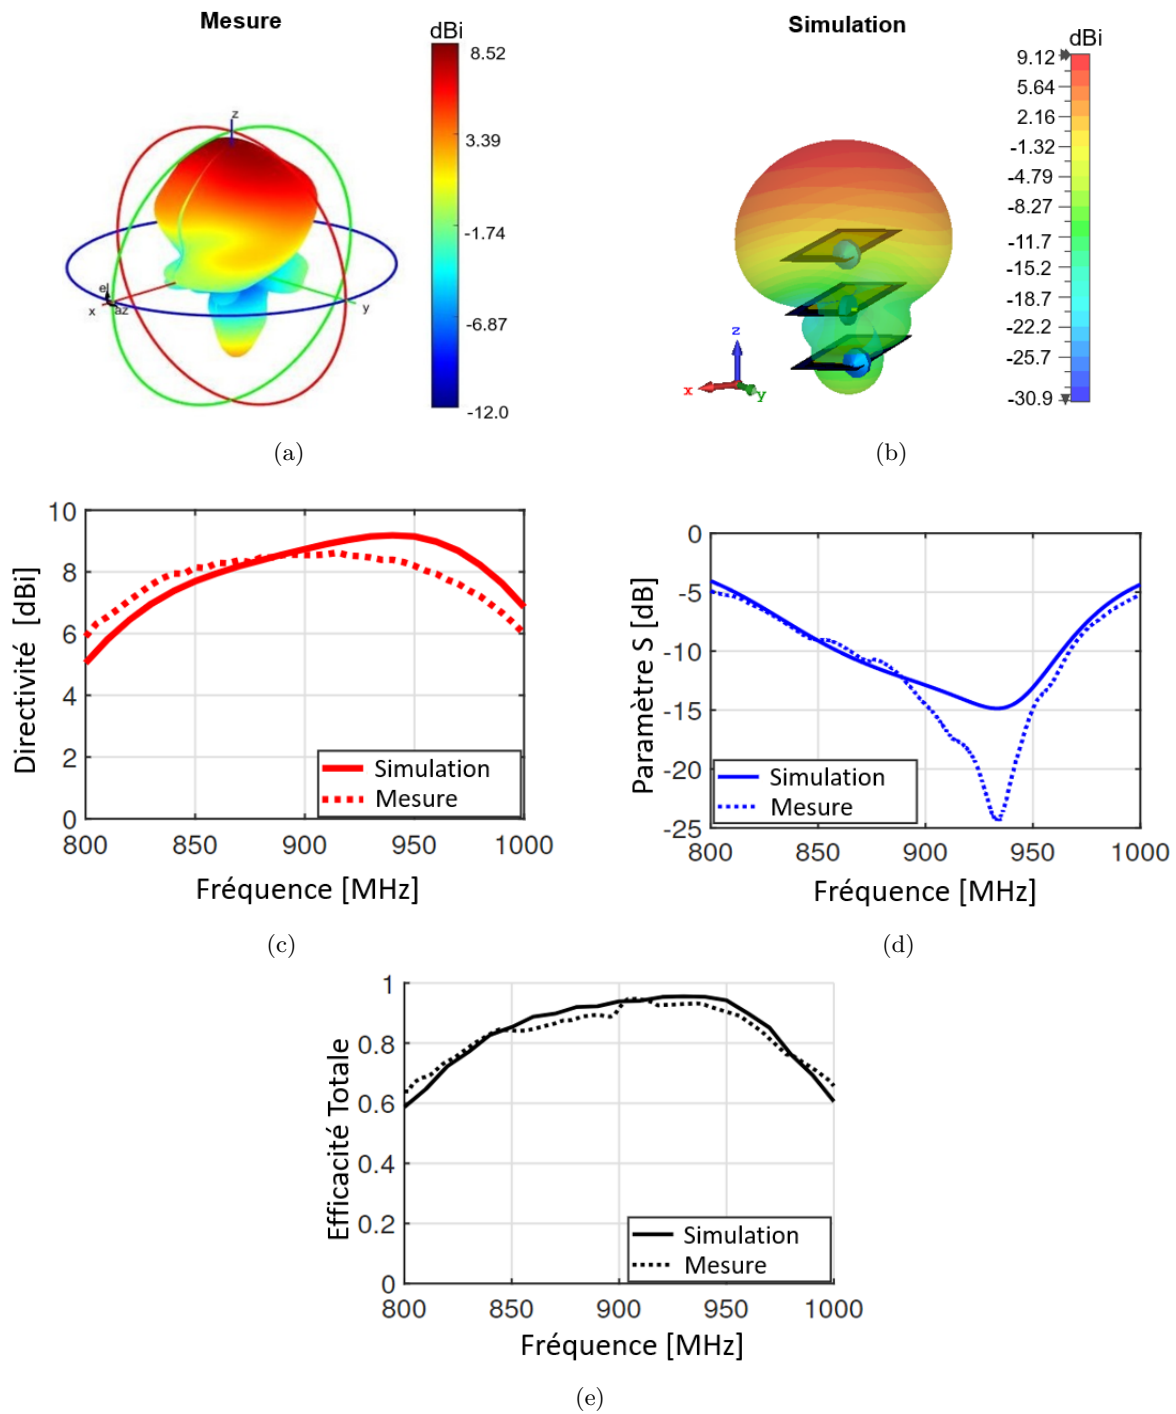 Mesure
dBi
8.52
3.39
-1.74
-6.87
-12.0
z
el
x
az
y
(a)
Simulation
dBi
9.12
5.64
2.16
-1.32
-4.79
-8.27
-11.7
-15.2
-18.7
-22.2
-25.7
-30.9
z
x
y
(b)
10
8
6
4
2
0
Directivité [dBi]
Simulation
Mesure
800 850 900 950 1000
Fréquence [MHz]
(c)
0
-5
-10
-15
-20
-25
Paramètre S [dB]
Simulation
Mesure
800 850 900 950 1000
Fréquence [MHz]
(d)
1
0.8
0.6
0.4
0.2
0
Efficacité Totale
Simulation
Mesure
800 850 900 950 1000
Fréquence [MHz]
(e)